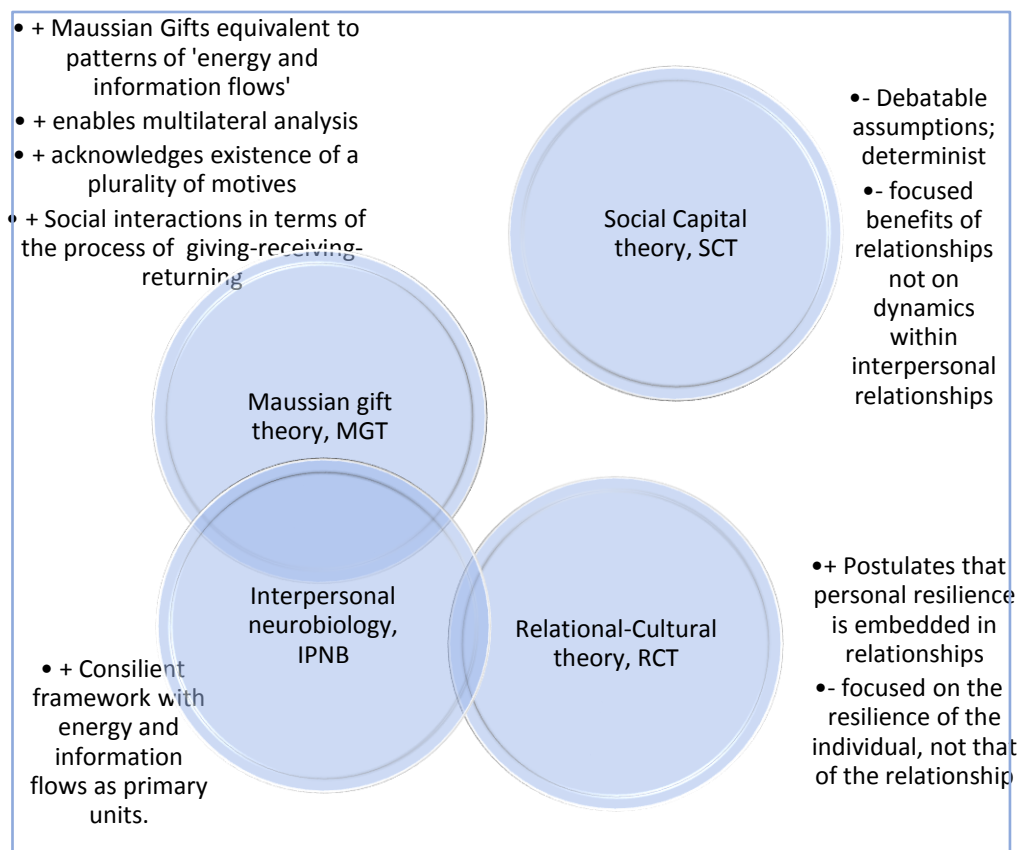 • + Maussian Gifts equivalent to
patterns of 'energy and
information flows'
• + enables multilateral analysis
• + acknowledges existence of a
plurality of motives
• + Social interactions in terms of
the process of giving-receiving-
returning
•- Debatable
assumptions;
determinist
•- focused
benefits of
relationships
not on
dynamics
within
interpersonal
relationships
Social Capital
theory, SCT
Maussian gift
theory, MGT
Interpersonal
neurobiology,
IPNB
Relational-Cultural
theory, RCT
•+ Postulates that
personal resilience
is embedded in
relationships
•- focused on the
resilience of the
individual, not that
of the relationship
• + Consilient
framework with
energy and
information
flows as primary
units.